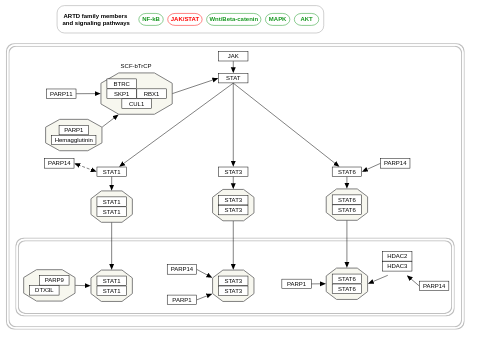 ARTD family members
and signaling pathways
NF-kB
JAK/STAT
Wnt/Beta-catenin
MAPK
AKT
JAK
SCF-bTrCP
STAT
BTRC
SKP1
RBX1
CUL1
PARP11
PARP1
Hemagglutinin
PARP14
STAT1
STAT3
STAT6
PARP14
STAT1
STAT1
STAT3
STAT3
STAT6
STAT6
HDAC2
HDAC3
PARP9
DTX3L
STAT1
STAT1
PARP14
PARP1
STAT3
STAT3
PARP1
STAT6
STAT6
PARP14